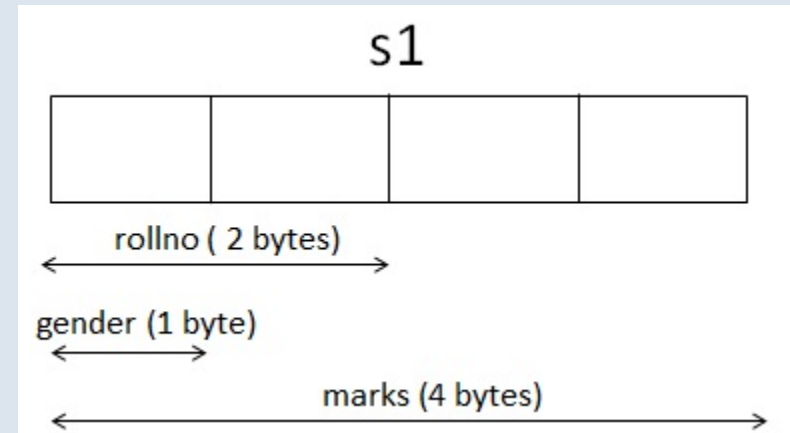 s1
rollno ( 2 bytes)
gender (1 byte)
marks (4 bytes)